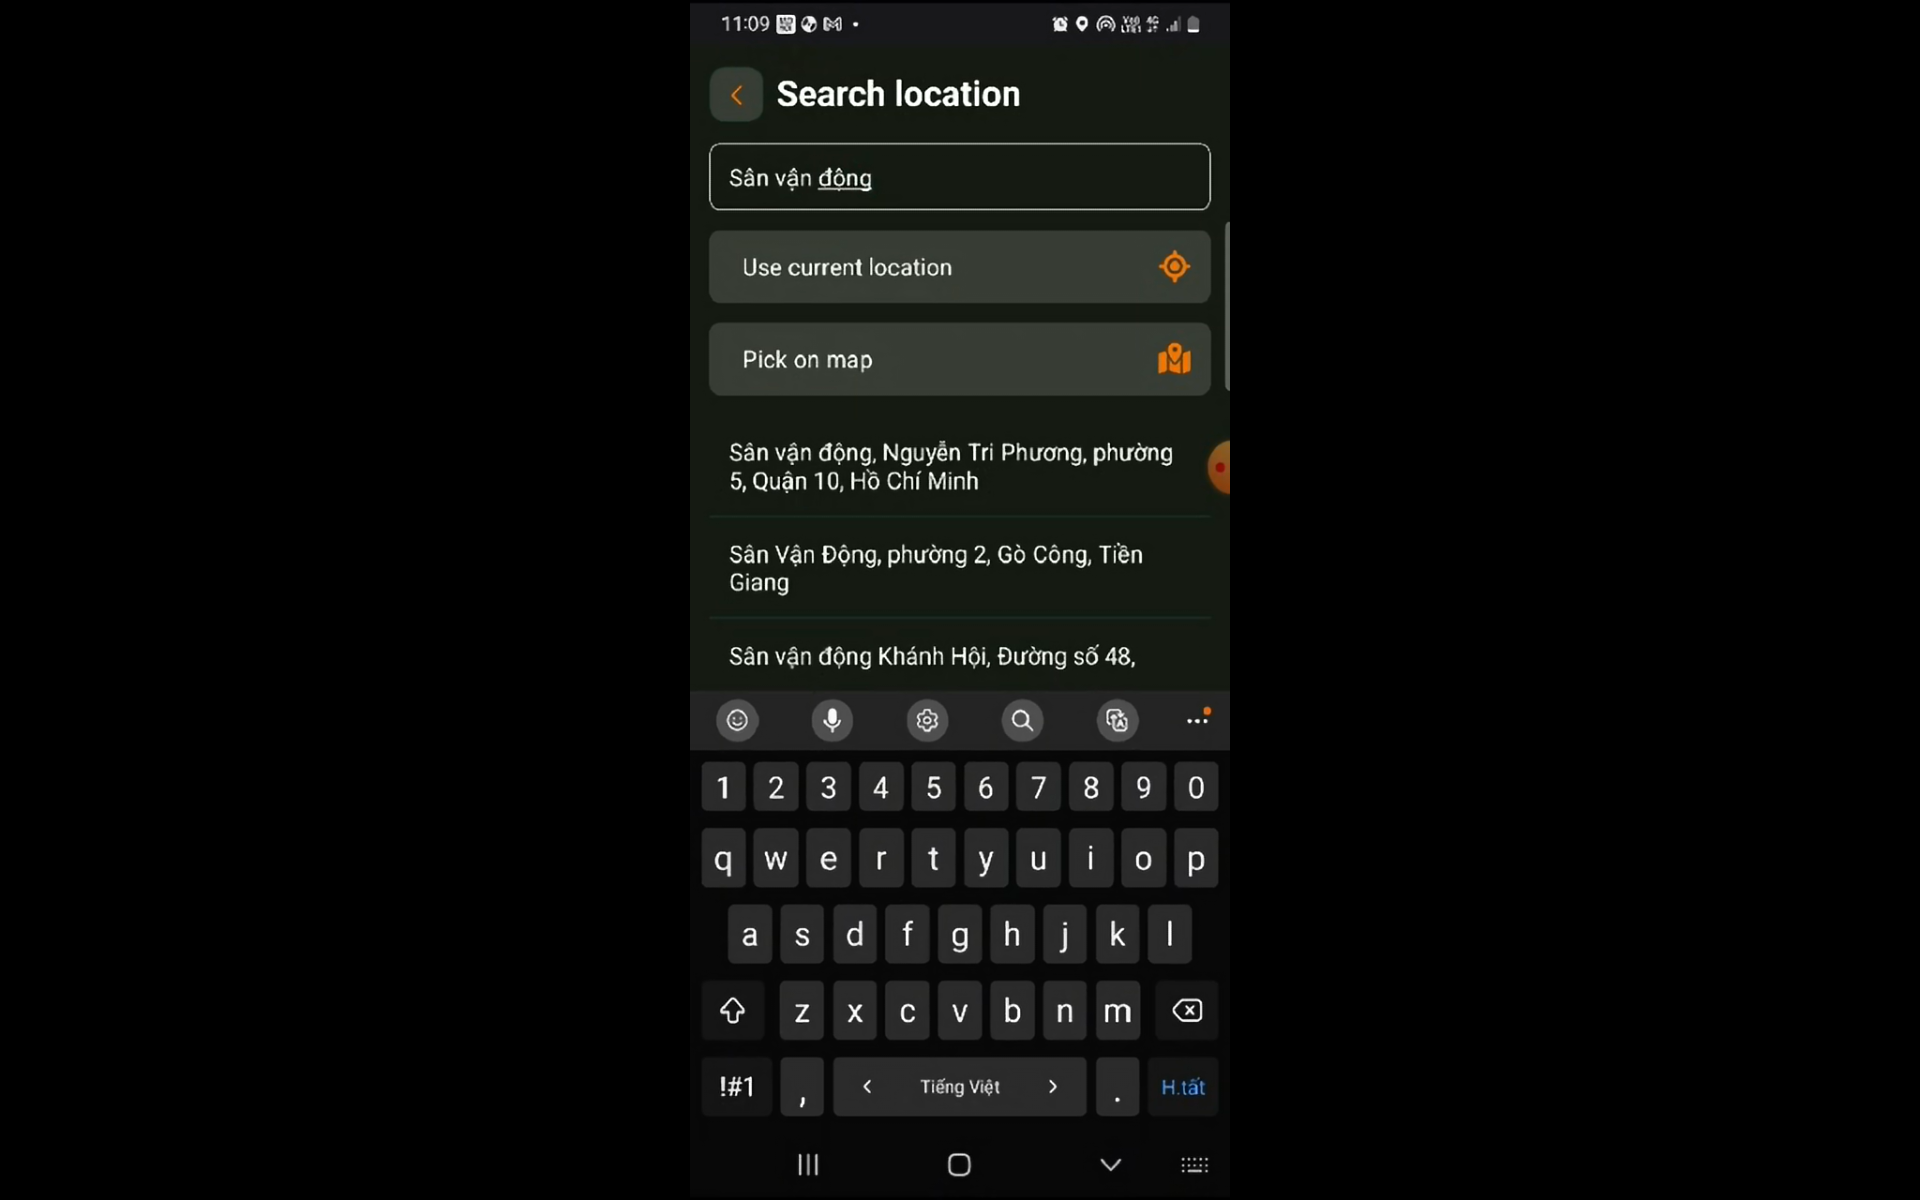 11:09
Search location
Sân vận động
Use current location
Pick on map
Sân vận động, Nguyễn Tri Phương, phường
5, Quận 10, Hồ Chí Minh
Sân Vận Động, phường 2, Gò Công, Tiền
Giang
Sân vận động Khánh Hội, Đường số 48,
1 2 3 4 5 6 7 8 9 0
q w e r t y u i o p
a s d f g h j k l
z x c v b n m
!#1 , < Tiếng Việt > . H.tất